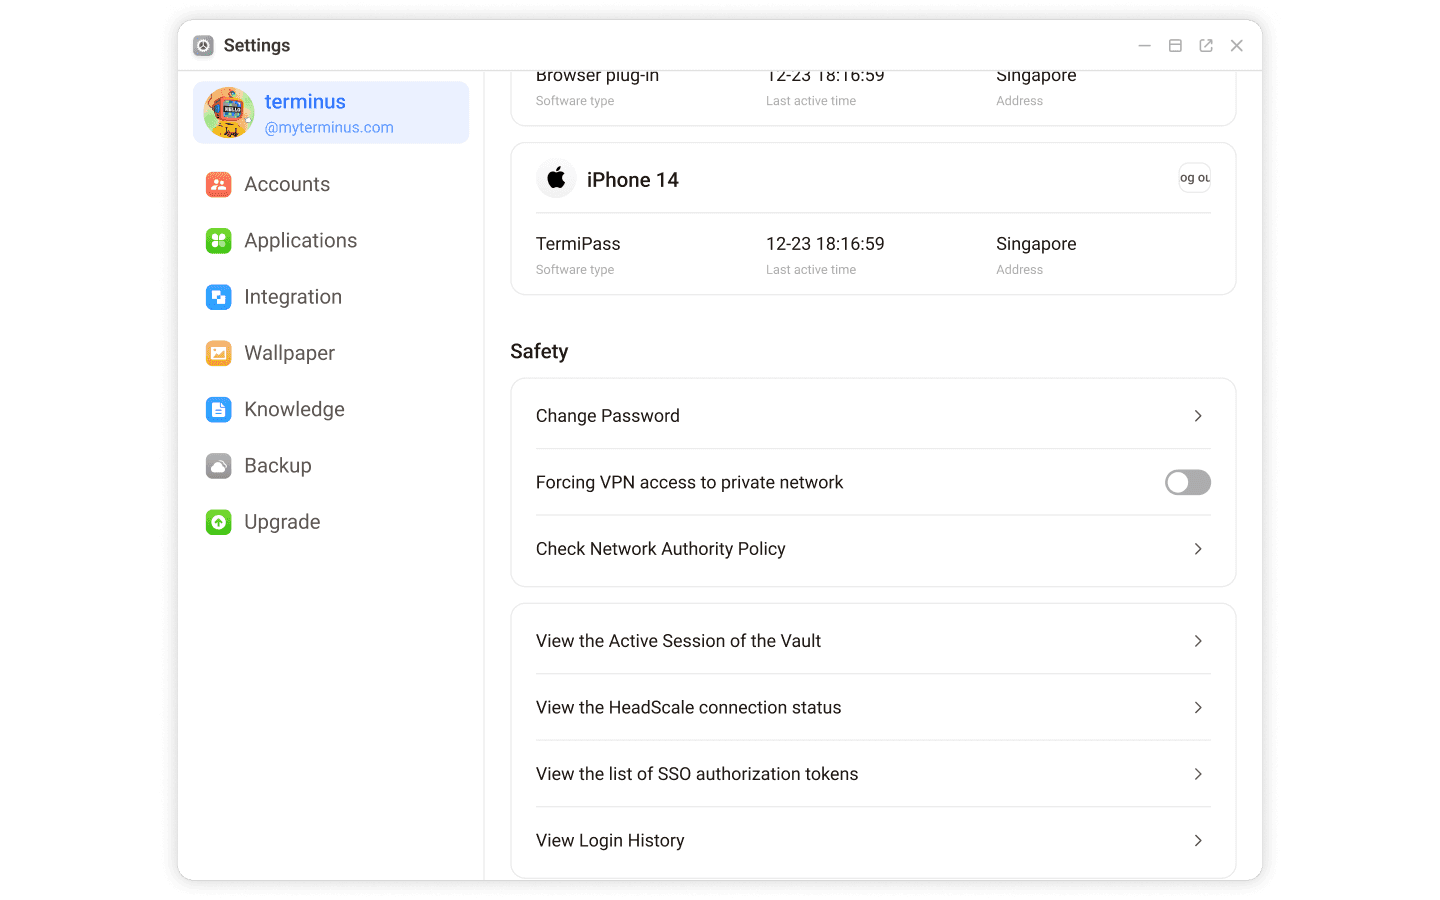 Settings
terminus
@myterminus.com
Accounts
Applications
Integration
Wallpaper
Knowledge
Backup
Upgrade
Browser plug-in 12-23 18:16:59 Singapore
Software type Last active time Address
iPhone 14 og ou
TermiPass 12-23 18:16:59 Singapore
Software type Last active time Address
Safety
Change Password
Forcing VPN access to private network
Check Network Authority Policy
View the Active Session of the Vault
View the HeadScale connection status
View the list of SSO authorization tokens
View Login History